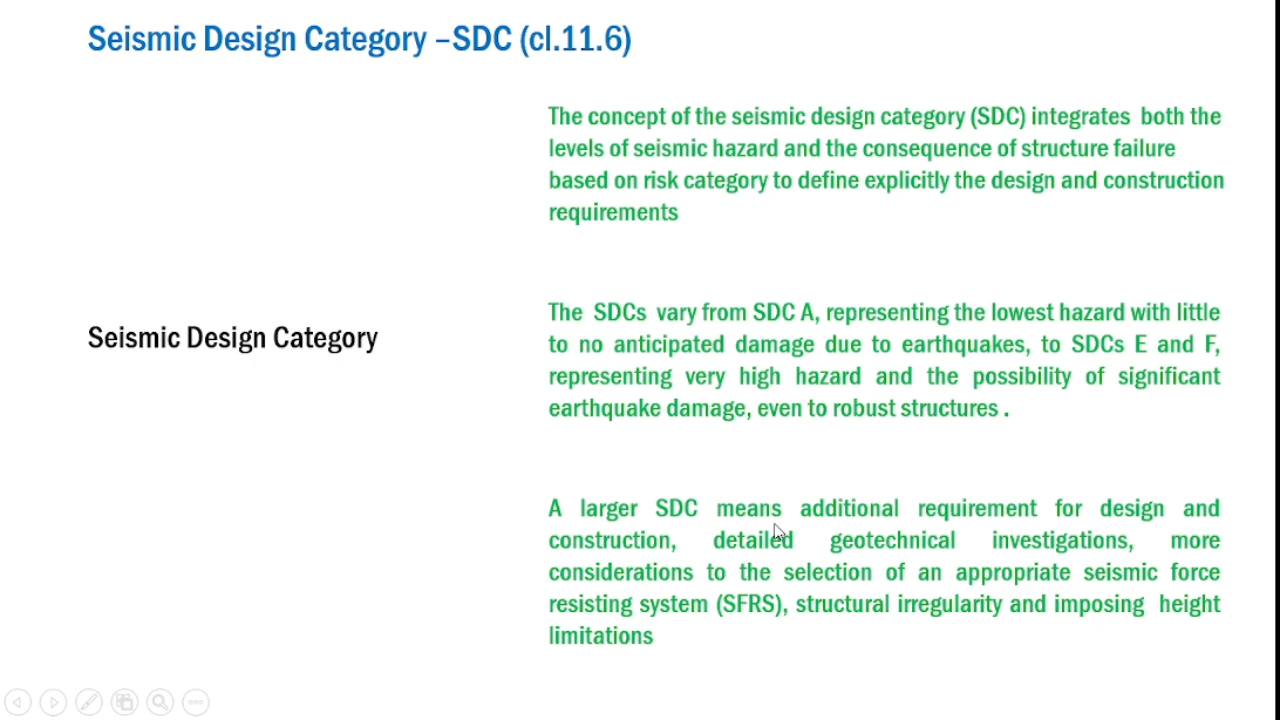 Seismic Design Category –SDC (cl.11.6)
The concept of the seismic design category (SDC) integrates both the
levels of seismic hazard and the consequence of structure failure
based on risk category to define explicitly the design and construction
requirements
Seismic Design Category
The SDCs vary from SDC A, representing the lowest hazard with little
to no anticipated damage due to earthquakes, to SDCs E and F,
representing very high hazard and the possibility of significant
earthquake damage, even to robust structures .
A larger SDC means additional requirement for design and
construction, detailed geotechnical investigations, more
considerations to the selection of an appropriate seismic force
resisting system (SFRS), structural irregularity and imposing height
limitations